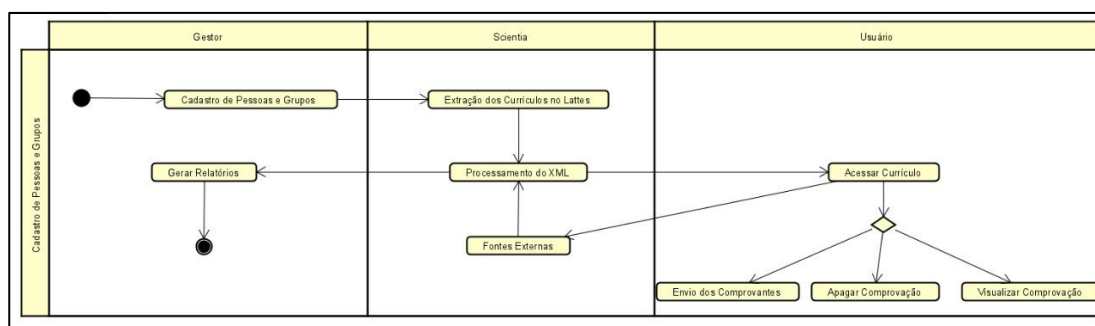 Gestor
Scientia
Usuário
Cadastro de Pessoas e Grupos
Cadastro de Pessoas e Grupos
Extração dos Currículos no Lattes
Gerar Relatórios
Processamento do XML
Acessar Currículo
Fontes Externas
Envio dos Comprovantes
Apagar Comprovação
Visualizar Comprovação